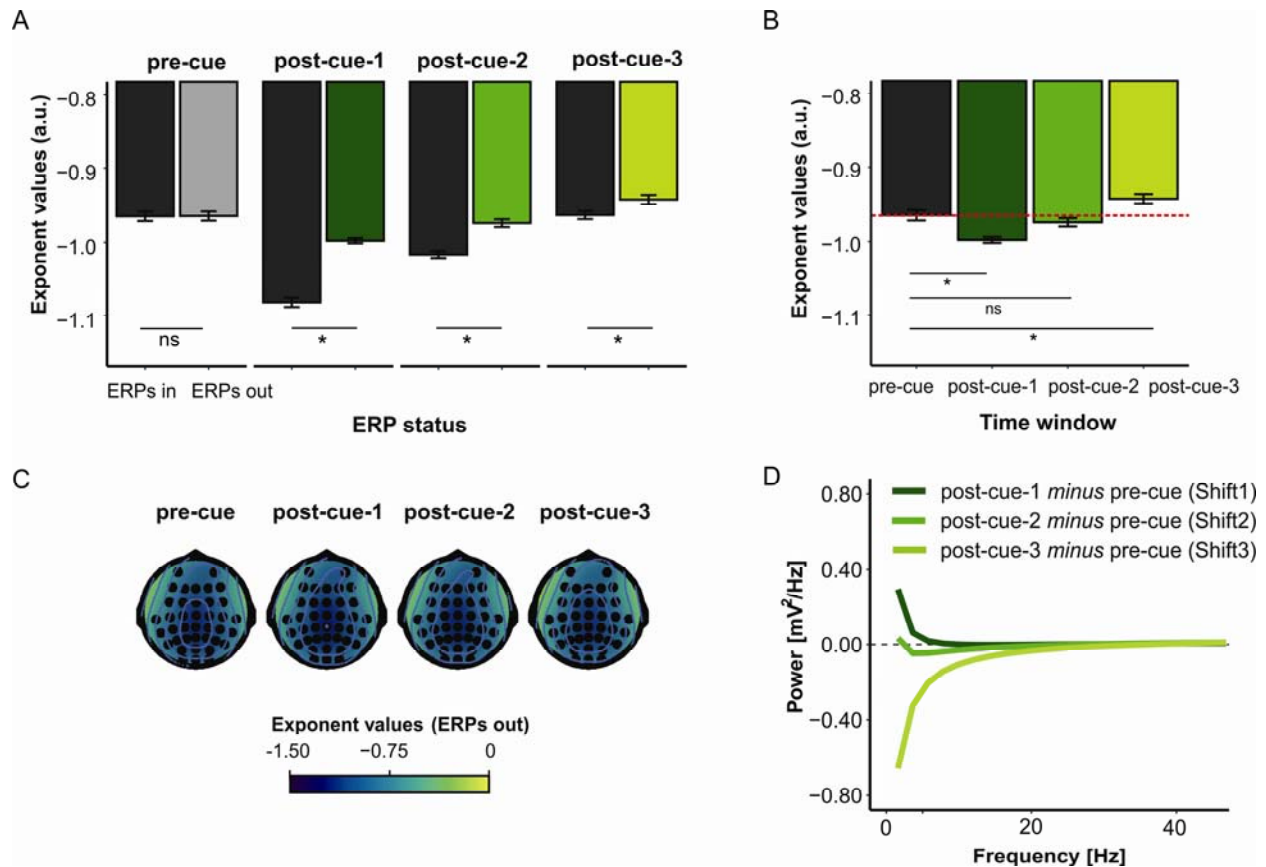 A
pre-cue post-cue-1 post-cue-2 post-cue-3
Exponent values (a.u.)
−0.8
−0.9
−1.0
−1.1
ns * * *
ERPs in ERPs out
ERP status
B
Exponent values (a.u.)
−0.8
−0.9
−1.0
−1.1
*
ns
*
pre-cue post-cue-1 post-cue-2 post-cue-3
Time window
C
pre-cue post-cue-1 post-cue-2 post-cue-3
Exponent values (ERPs out)
-1.50 −0.75 0
D
post-cue-1 minus pre-cue (Shift1)
post-cue-2 minus pre-cue (Shift2)
post-cue-3 minus pre-cue (Shift3)
Power [mV²/Hz]
0.80
0.40
0.00
−0.40
−0.80
0 20 40
Frequency [Hz]